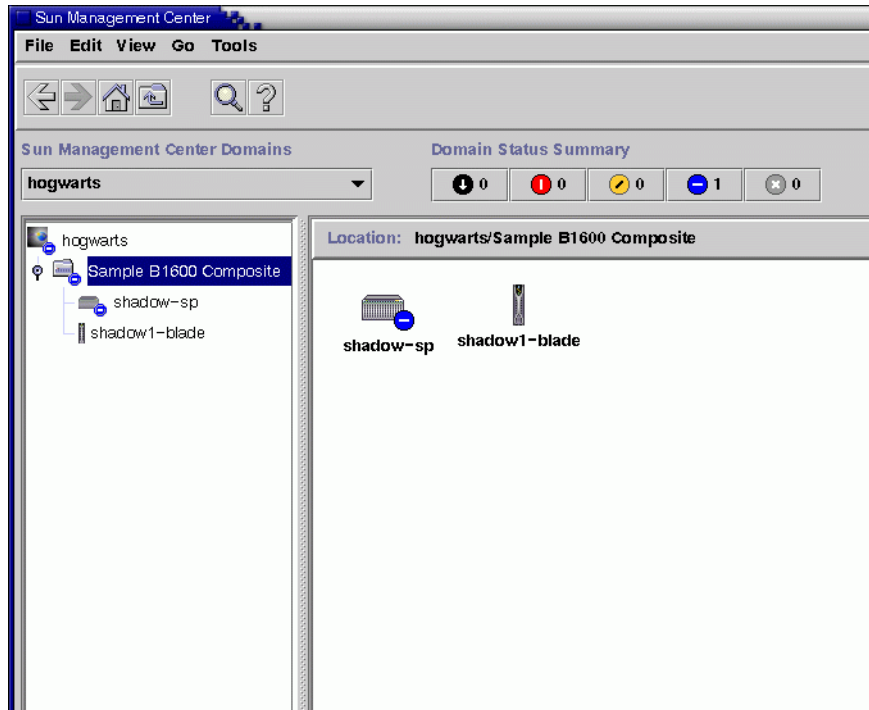 Sun Management Center
File Edit View Go Tools
Sun Management Center Domains
Domain Status Summary
hogwarts
0 0 0 1 0
hogwarts
Sample B1600 Composite
shadow-sp
shadow1-blade
Location: hogwarts/Sample B1600 Composite
shadow-sp
shadow1-blade